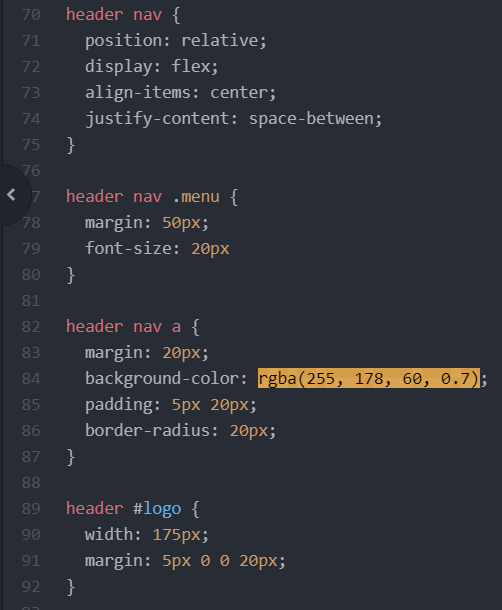 70 header nav {
71 position: relative;
72 display: flex;
73 align-items: center;
74 justify-content: space-between;
75 }
76
7 header nav .menu {
78 margin: 50px;
79 font-size: 20px
80 }
81
82 header nav a {
83 margin: 20px;
84 background-color: rgba(255, 178, 60, 0.7);
85 padding: 5px 20px;
86 border-radius: 20px;
87 }
88
89 header #logo {
90 width: 175px;
91 margin: 5px 0 0 20px;
92 }